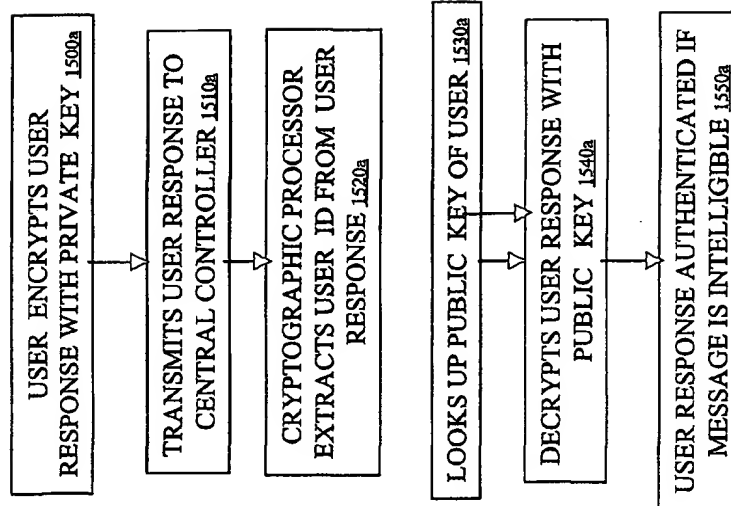 USER ENCRYPTS USER
RESPONSE WITH PRIVATE KEY 1500a
TRANSMITS USER RESPONSE TO
CENTRAL CONTROLLER 1510a
CRYPTOGRAPHIC PROCESSOR
EXTRACTS USER ID FROM USER
RESPONSE 1520a
LOOKS UP PUBLIC KEY OF USER 1530a
DECRYPTS USER RESPONSE WITH
PUBLIC KEY 1540a
USER RESPONSE AUTHENTICATED IF
MESSAGE IS INTELLIGIBLE 1550a